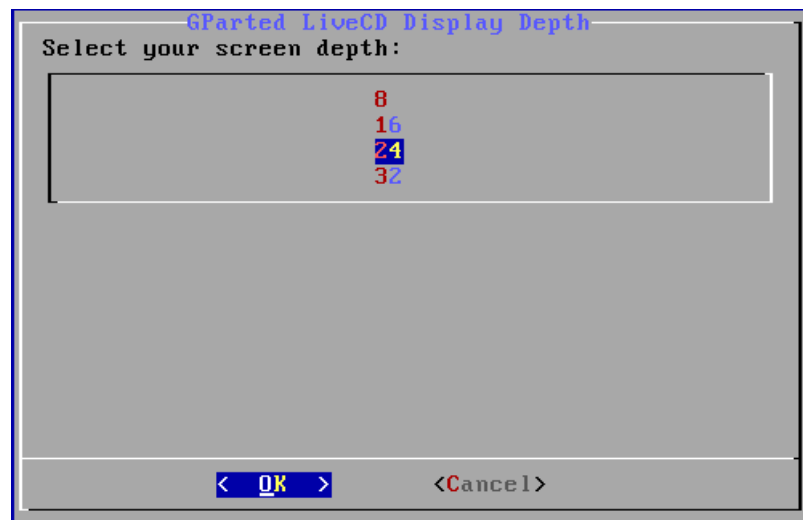 GParted LiveCD Display Depth
Select your screen depth:
8
16
24
32
< OK > <Cancel>